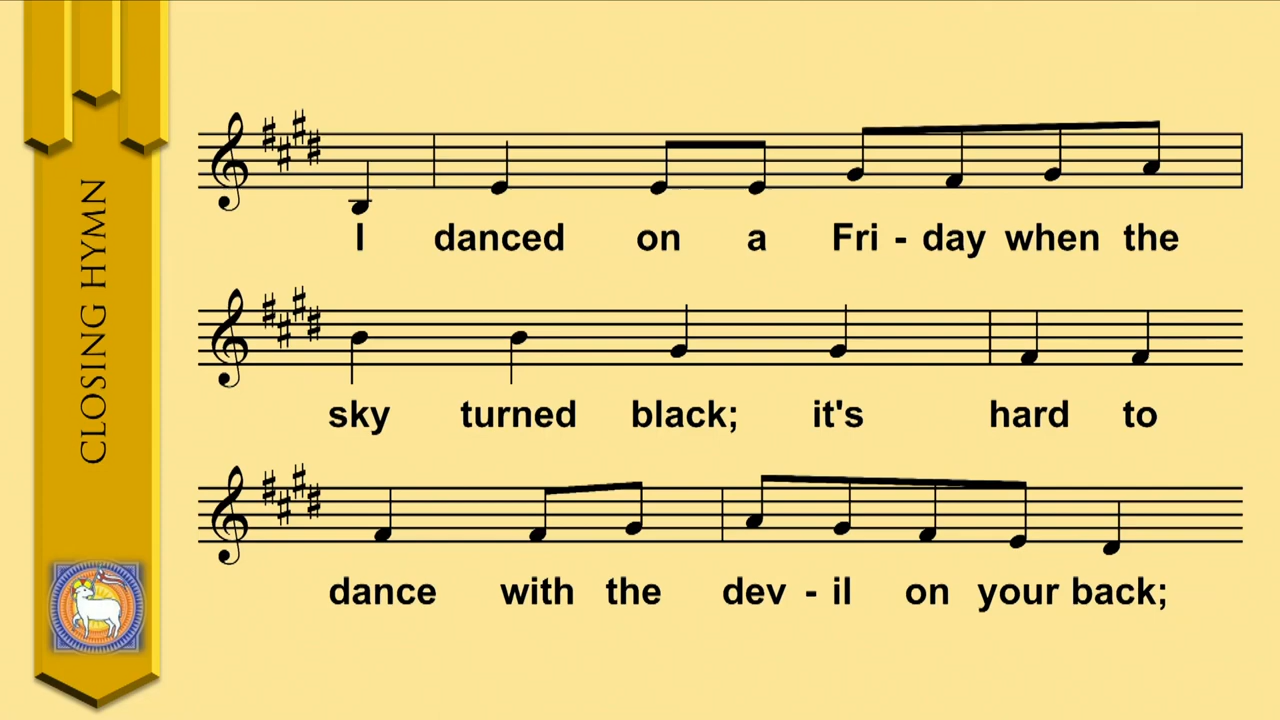 CLOSING HYMN
I danced on a Fri - day when the
sky turned black; it's hard to
dance with the dev - il on your back;